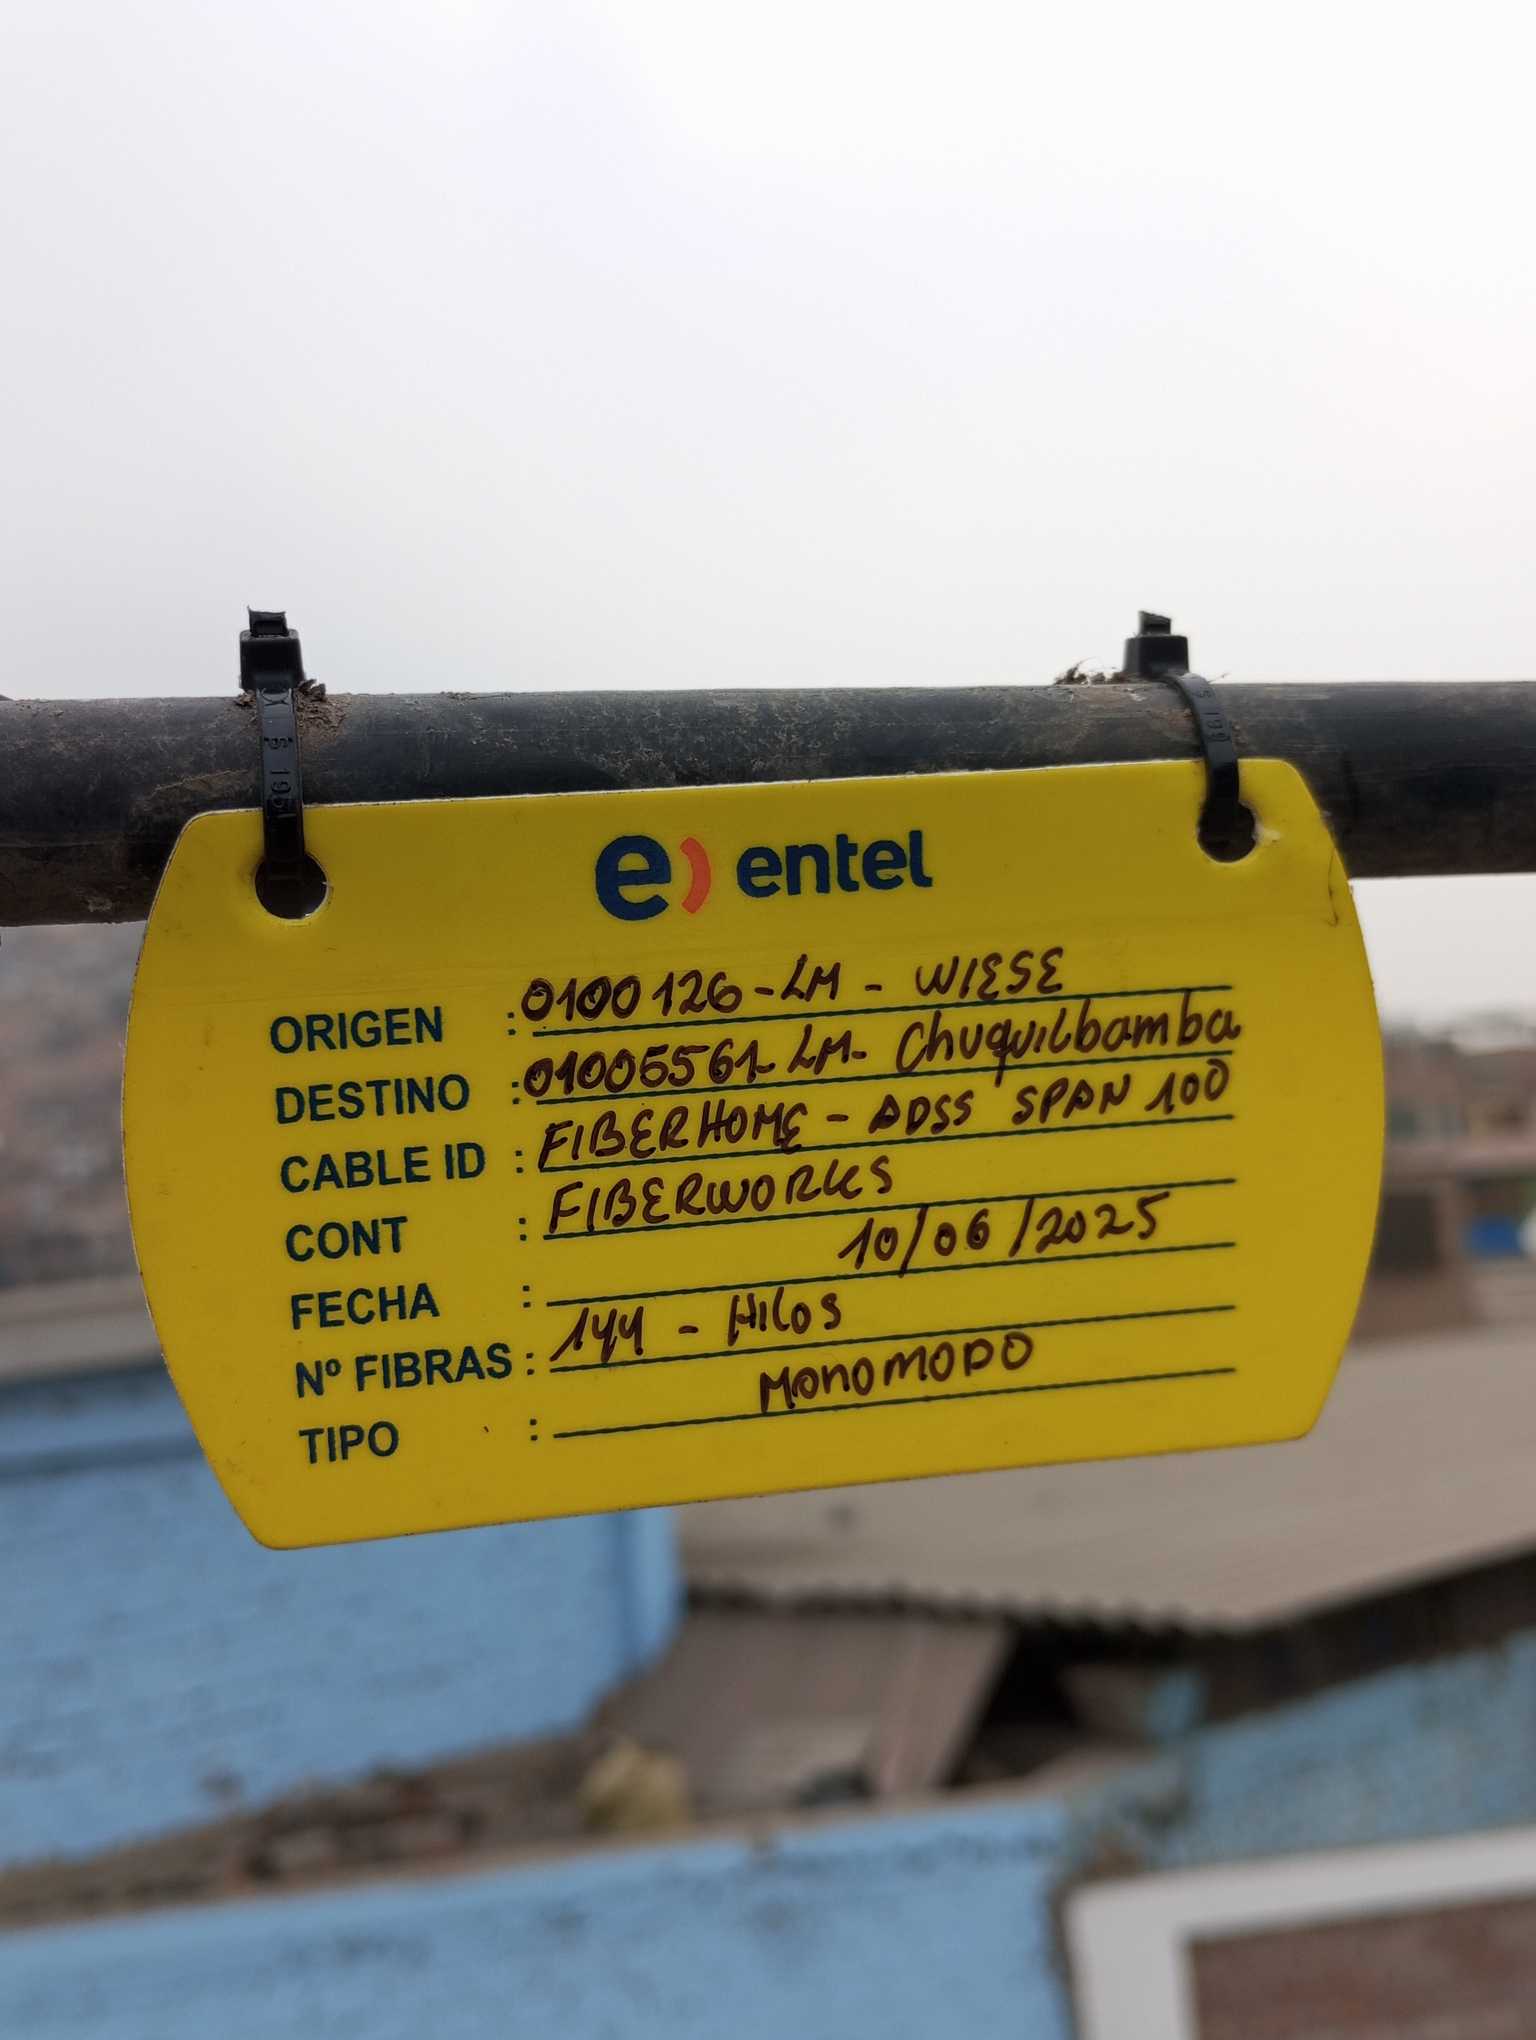 e) entel
ORIGEN : 0100126-LM - WIESE
DESTINO : 01005561-LM- Chuquilbamba
CABLE ID : FIBERHOME - ADSS SPAN 100
CONT : FIBERWORKS
FECHA : 10/06/2025
Nº FIBRAS : 144 - Hilos
TIPO : MONOMODO